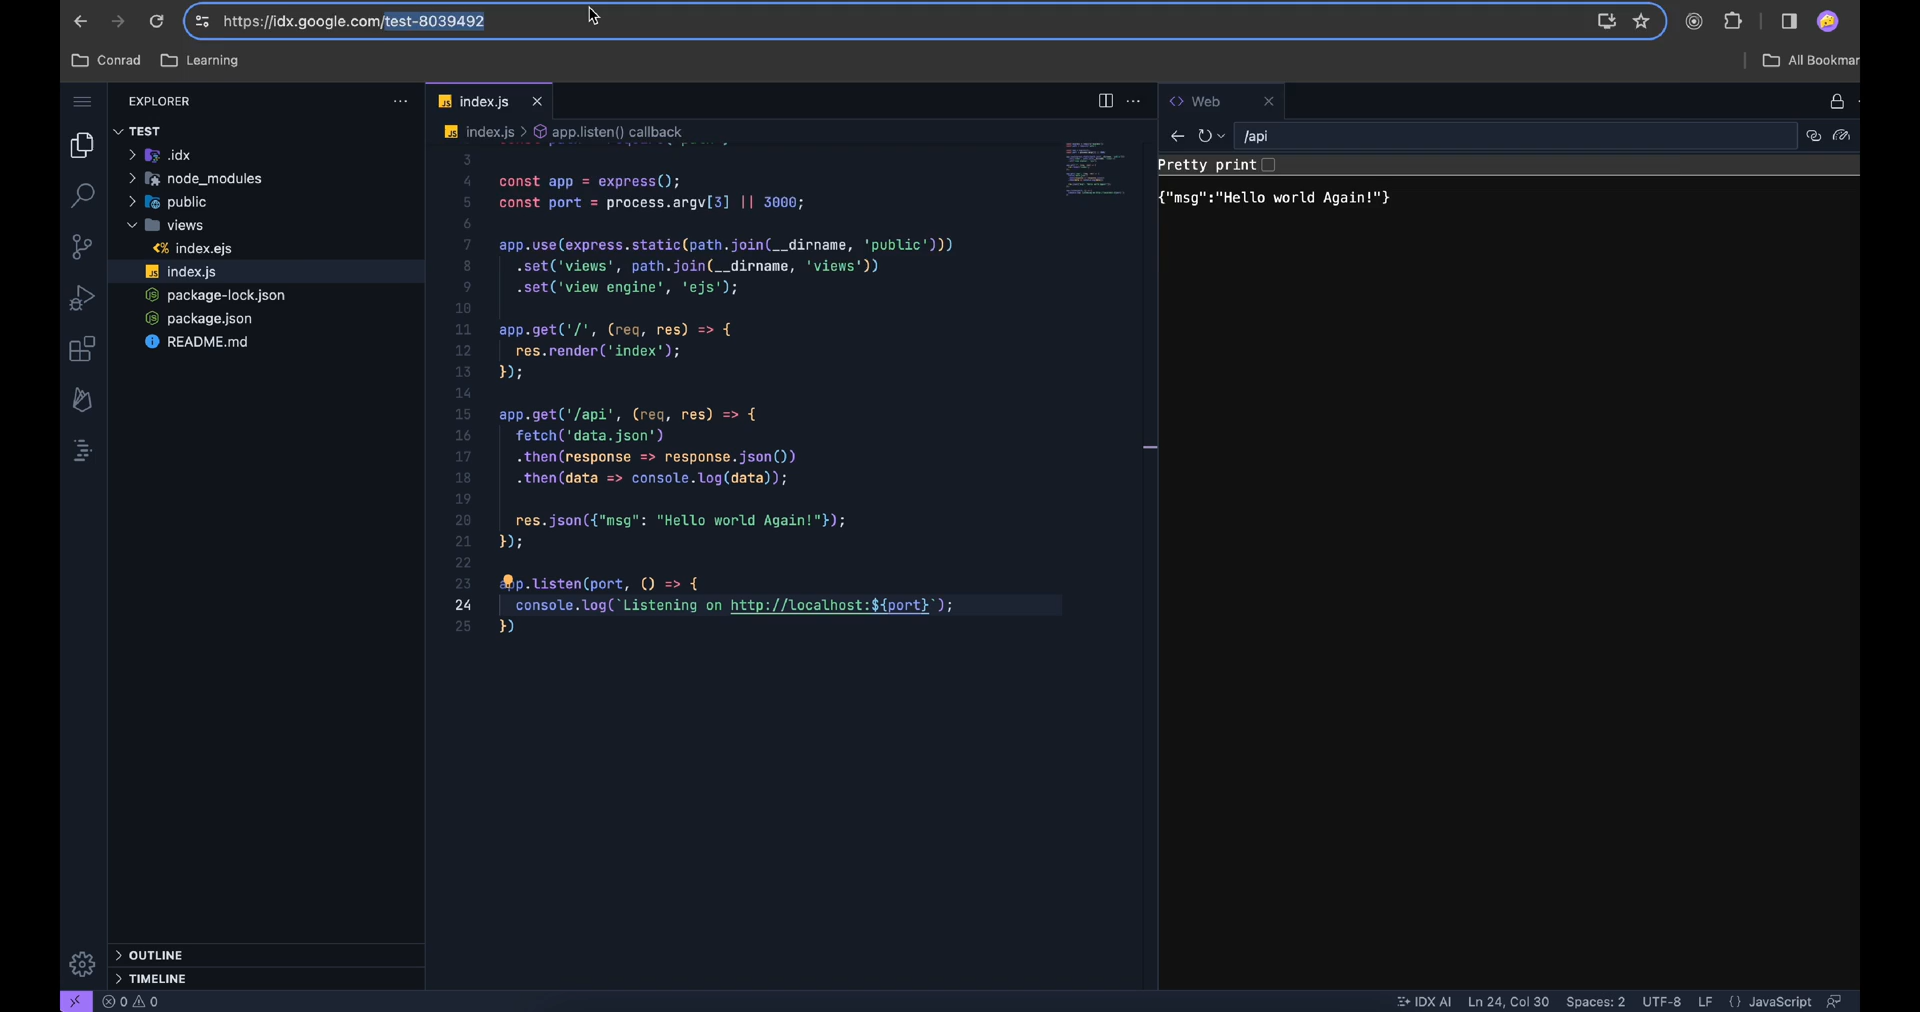 https://idx.google.com/test-8039492
Conrad
Learning
All Bookmar
EXPLORER
TEST
.idx
node_modules
public
views
index.ejs
index.js
package-lock.json
package.json
README.md
OUTLINE
TIMELINE
index.js
index.js > app.listen() callback
3
4 const app = express();
5 const port = process.argv[3] || 3000;
6
7 app.use(express.static(path.join(__dirname, 'public')))
8 .set('views', path.join(__dirname, 'views'))
9 .set('view engine', 'ejs');
10
11 app.get('/', (req, res) => {
12 res.render('index');
13 });
14
15 app.get('/api', (req, res) => {
16 fetch('data.json')
17 .then(response => response.json())
18 .then(data => console.log(data));
19
20 res.json({"msg": "Hello world Again!"});
21 });
22
23 app.listen(port, () => {
24 console.log(`Listening on http://localhost:${port}`);
25 })
Web
/api
Pretty print
{"msg":"Hello world Again!"}
0 0
IDX AI Ln 24, Col 30 Spaces: 2 UTF-8 LF {} JavaScript